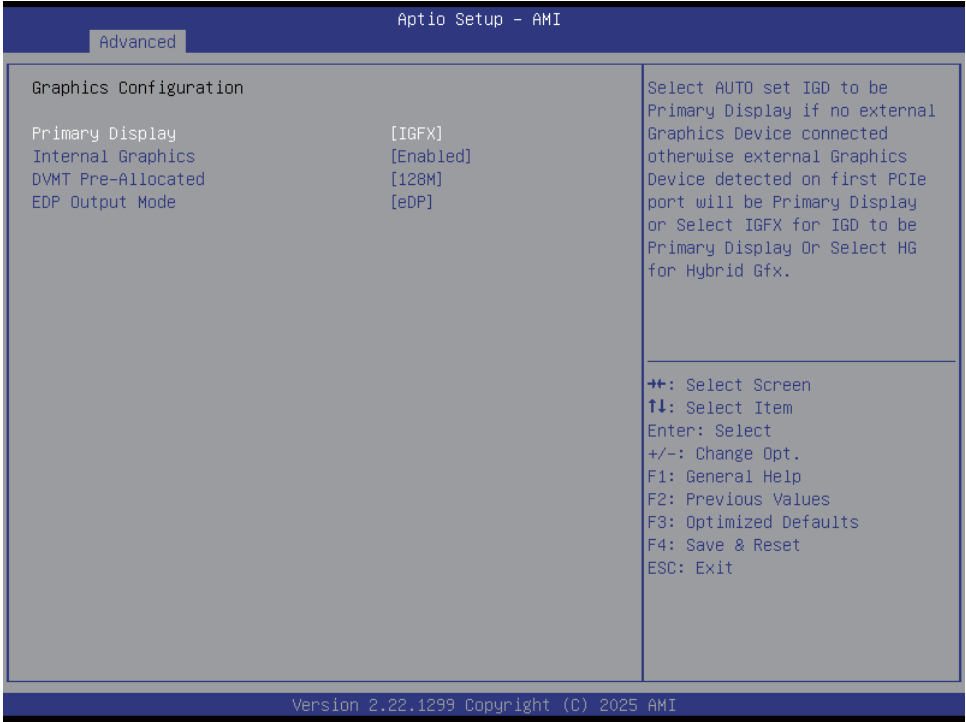 Aptio Setup – AMI
Advanced
Graphics Configuration
Primary Display [IGFX]
Internal Graphics [Enabled]
DVMT Pre-Allocated [128M]
EDP Output Mode [eDP]
Select AUTO set IGD to be
Primary Display if no external
Graphics Device connected
otherwise external Graphics
Device detected on first PCIe
port will be Primary Display
or Select IGFX for IGD to be
Primary Display Or Select HG
for Hybrid Gfx.
→←: Select Screen
↑↓: Select Item
Enter: Select
+/-: Change Opt.
F1: General Help
F2: Previous Values
F3: Optimized Defaults
F4: Save & Reset
ESC: Exit
Version 2.22.1299 Copyright (C) 2025 AMI